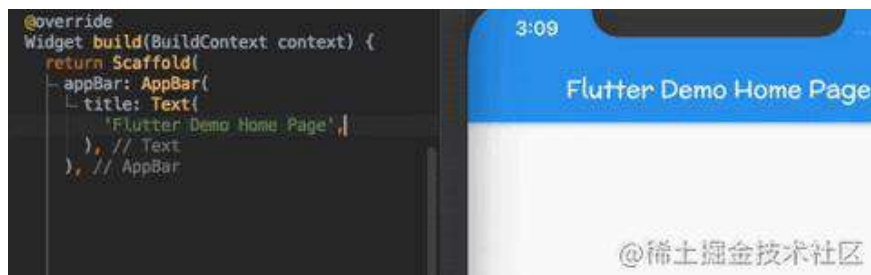 @override
Widget build(BuildContext context) {
return Scaffold(
appBar: AppBar(
title: Text(
'Flutter Demo Home Page',
), // Text
), // AppBar
3:09
Flutter Demo Home Page
@稀土掘金技术社区